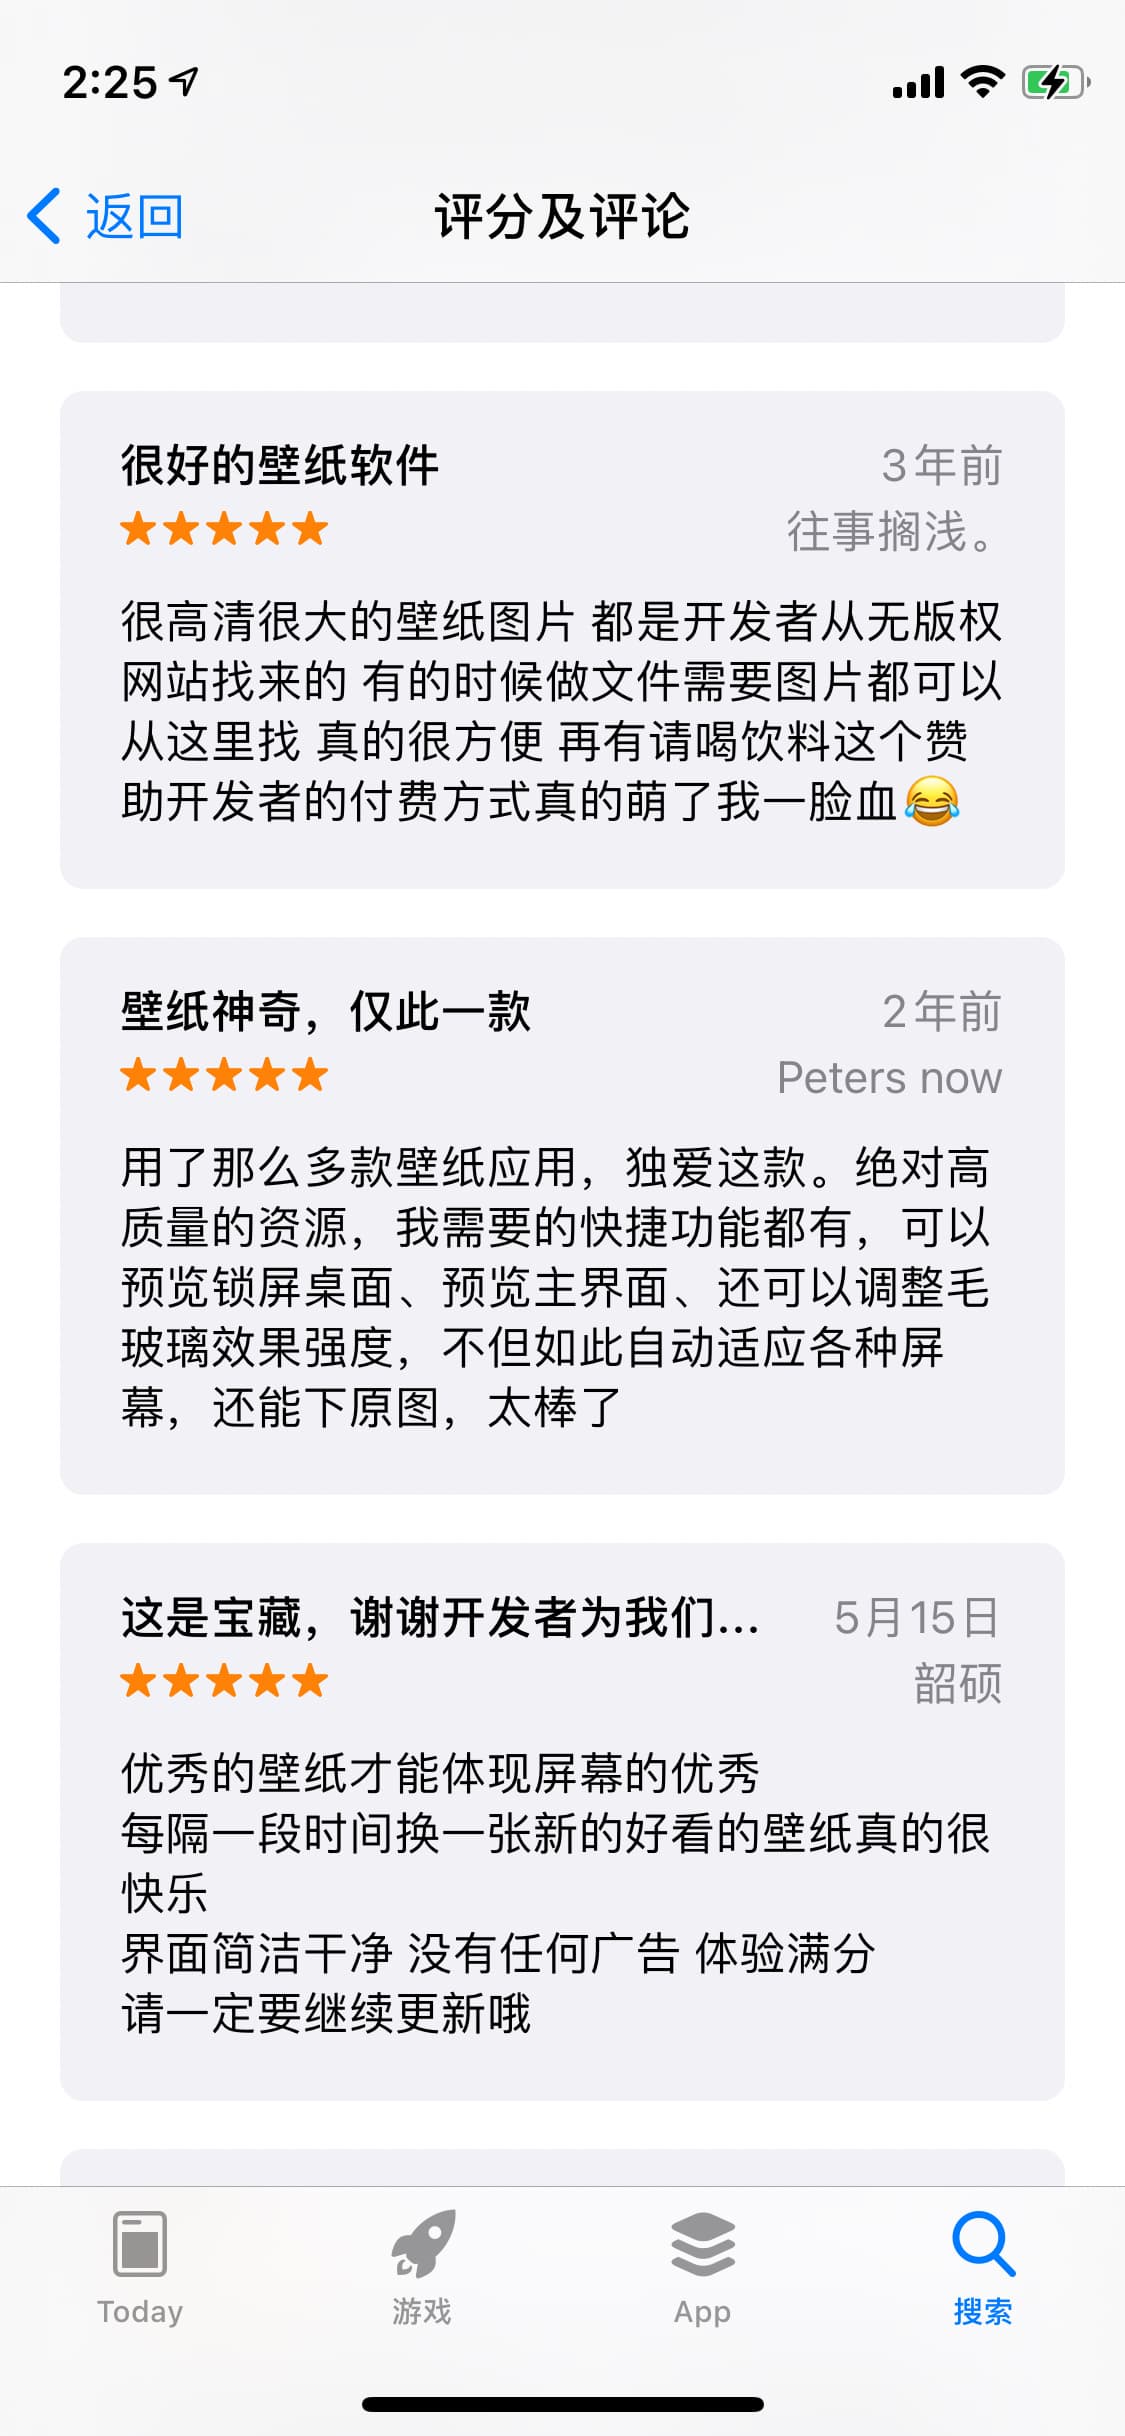 2:25
返回
评分及评论
很好的壁纸软件
3年前
往事搁浅。
很高清很大的壁纸图片 都是开发者从无版权
网站找来的 有的时候做文件需要图片都可以
从这里找 真的很方便 再有请喝饮料这个赞
助开发者的付费方式真的萌了我一脸血😂
壁纸神奇，仅此一款
2年前
Peters now
用了那么多款壁纸应用，独爱这款。绝对高
质量的资源，我需要的快捷功能都有，可以
预览锁屏桌面、预览主界面、还可以调整毛
玻璃效果强度，不但如此自动适应各种屏
幕，还能下原图，太棒了
这是宝藏，谢谢开发者为我们...
5月15日
韶硕
优秀的壁纸才能体现屏幕的优秀
每隔一段时间换一张新的好看的壁纸真的很
快乐
界面简洁干净 没有任何广告 体验满分
请一定要继续更新哦
Today
游戏
App
搜索